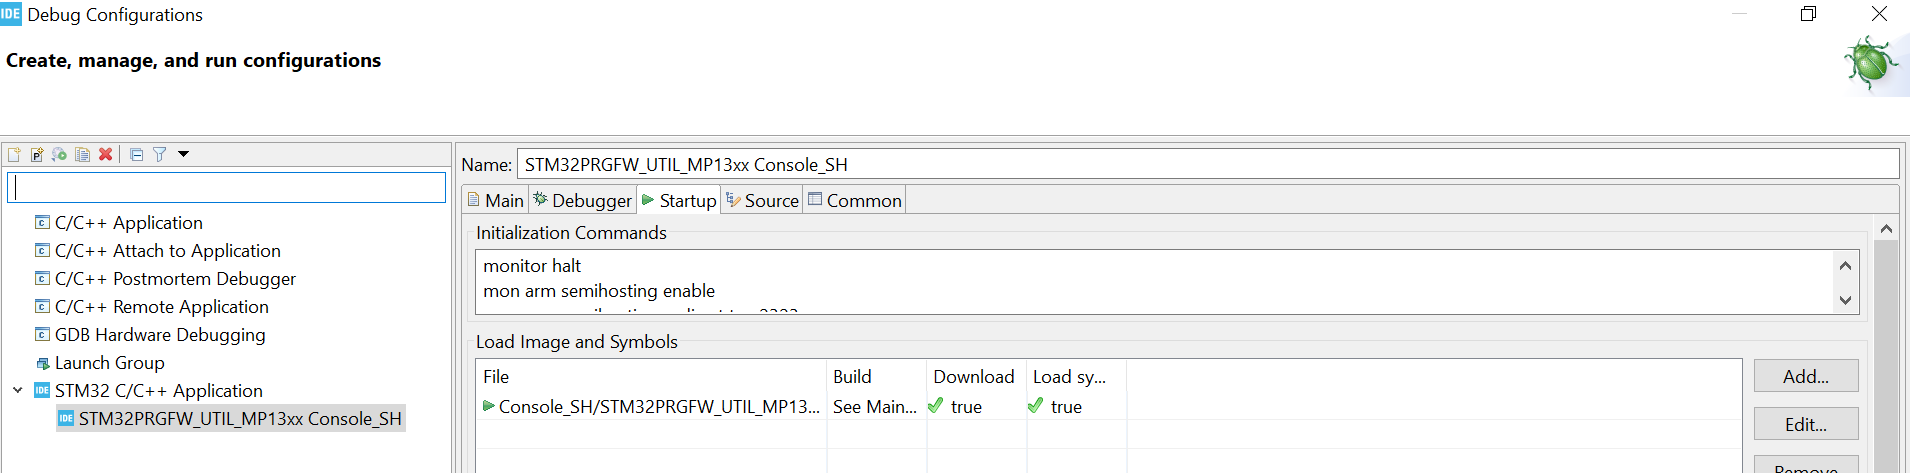 IDE Debug Configurations
Create, manage, and run configurations
Name: STM32PRGFW_UTIL_MP13xx Console_SH
Main Debugger Startup Source Common
C/C++ Application
C/C++ Attach to Application
C/C++ Postmortem Debugger
C/C++ Remote Application
GDB Hardware Debugging
Launch Group
IDE STM32 C/C++ Application
IDE STM32PRGFW_UTIL_MP13xx Console_SH
Initialization Commands
monitor halt
mon arm semihosting enable
Load Image and Symbols
File Build Download Load sy...
Console_SH/STM32PRGFW_UTIL_MP13... See Main... true true
Add...
Edit...
Remove